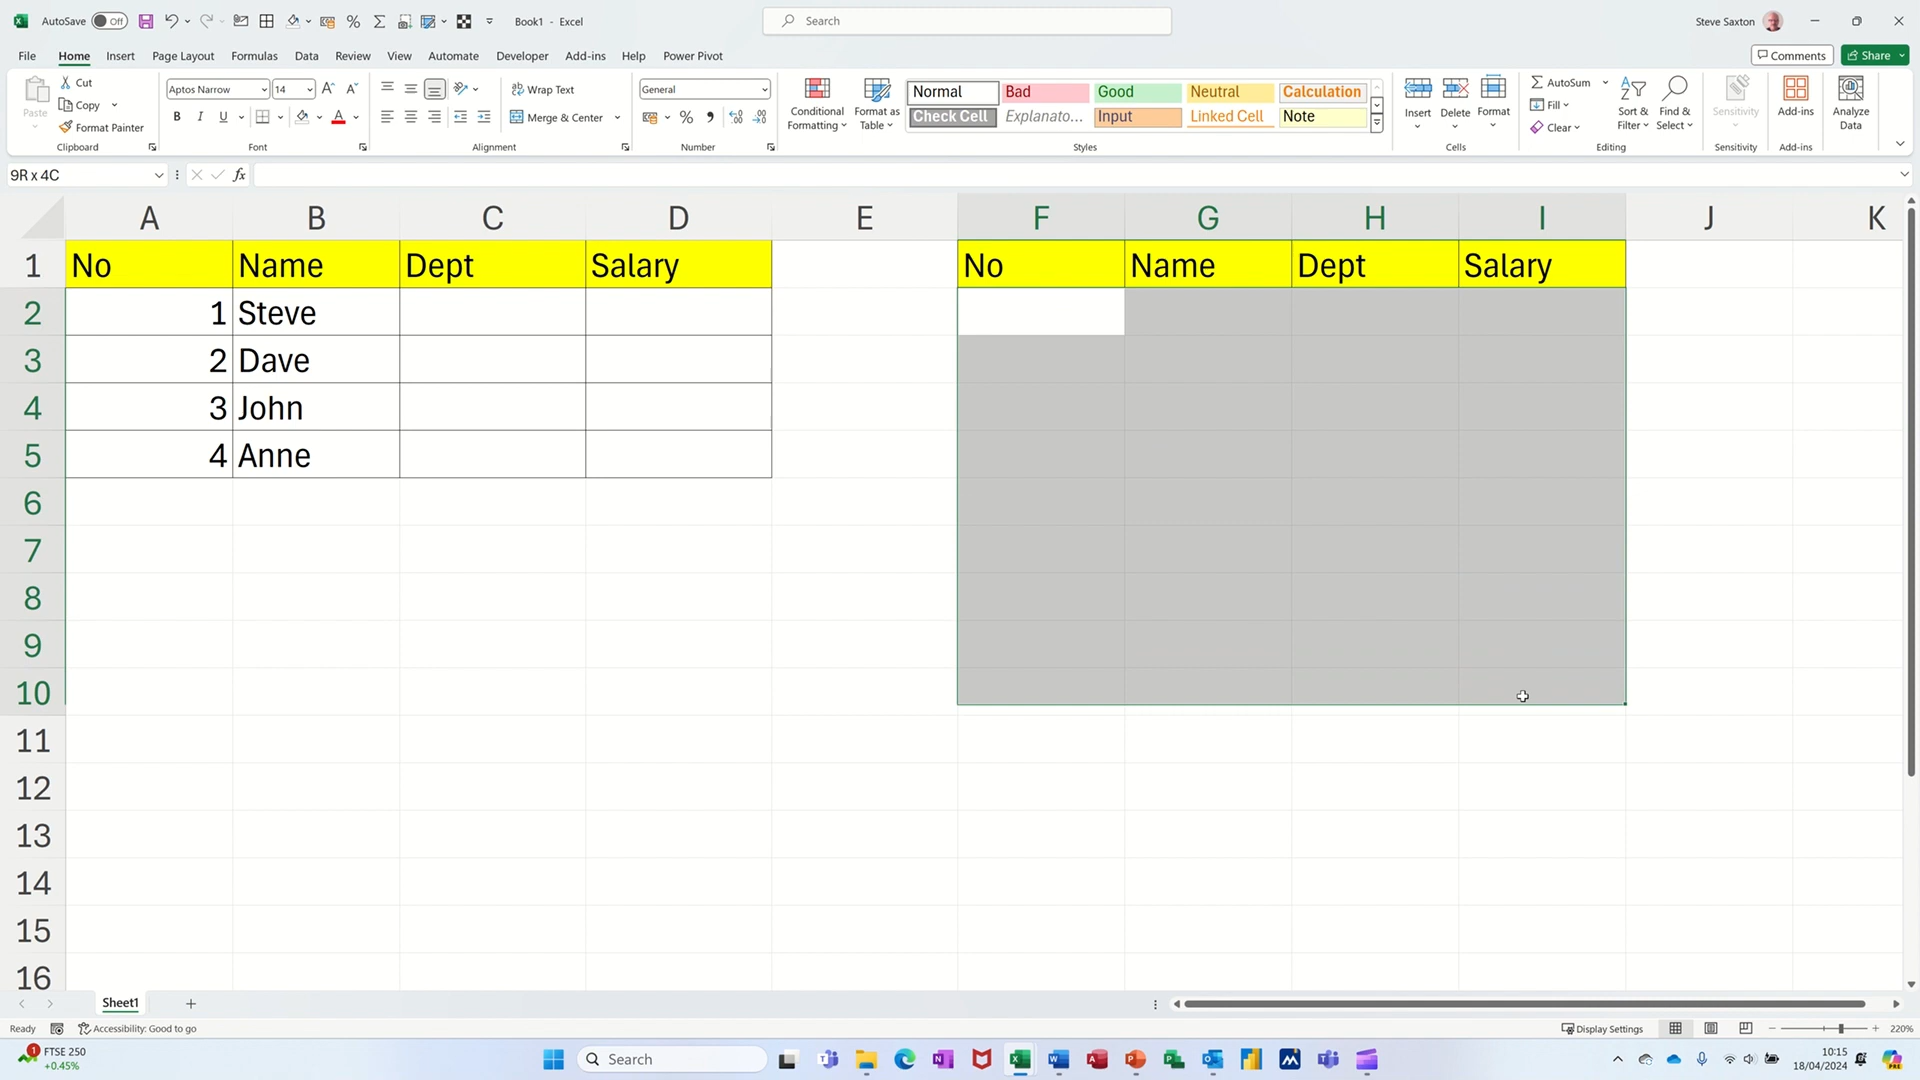 AutoSave Off Book1 - Excel Search Steve Saxton
File Home Insert Page Layout Formulas Data Review View Automate Developer Add-ins Help Power Pivot Comments Share
Paste Cut Copy Format Painter Clipboard
Aptos Narrow 14 B I U Font
Wrap Text Merge & Center Alignment
General % Number
Conditional Formatting Format as Table
Normal Bad Good Neutral Calculation
Check Cell Explanato... Input Linked Cell Note
Styles
Insert Delete Format Cells
AutoSum Fill Clear Sort & Filter Find & Select Editing
Sensitivity Sensitivity
Add-ins Add-ins
Analyze Data
9R x 4C fx
A B C D E F G H I J K
1 No Name Dept Salary No Name Dept Salary
2 1 Steve
3 2 Dave
4 3 John
5 4 Anne
6
7
8
9
10
11
12
13
14
15
16
Sheet1
Ready Accessibility: Good to go Display Settings 220%
1 FTSE 250 +0.45% Search 10:15 18/04/2024 PRE